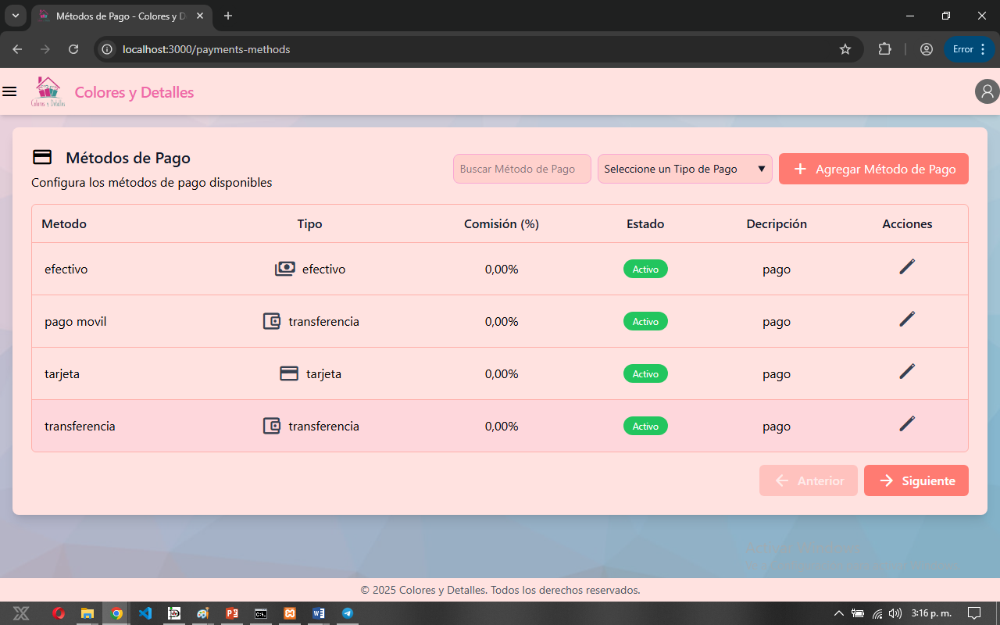 Métodos de Pago - Colores y D
localhost:3000/payments-methods
Error
Colores y Detalles
Colores y Detalles
Métodos de Pago
Configura los métodos de pago disponibles
Buscar Método de Pago
Seleccione un Tipo de Pago
Agregar Método de Pago
Metodo Tipo Comisión (%) Estado Decripción Acciones
efectivo efectivo 0,00% Activo pago
pago movil transferencia 0,00% Activo pago
tarjeta tarjeta 0,00% Activo pago
transferencia transferencia 0,00% Activo pago
Anterior
Siguiente
© 2025 Colores y Detalles. Todos los derechos reservados.
3:16 p. m.